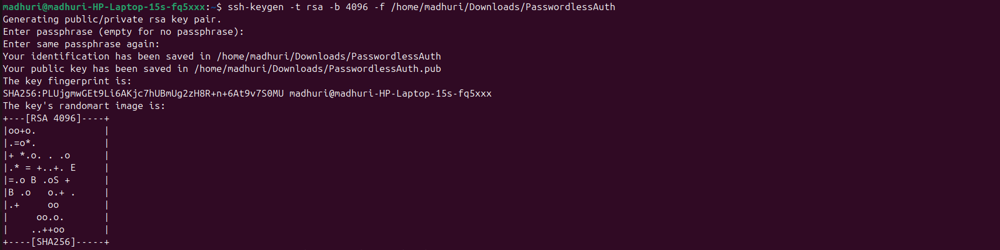 madhuri@madhuri-HP-Laptop-15s-fq5xxx:~$ ssh-keygen -t rsa -b 4096 -f /home/madhuri/Downloads/PasswordlessAuth
Generating public/private rsa key pair.
Enter passphrase (empty for no passphrase):
Enter same passphrase again:
Your identification has been saved in /home/madhuri/Downloads/PasswordlessAuth
Your public key has been saved in /home/madhuri/Downloads/PasswordlessAuth.pub
The key fingerprint is:
SHA256:PLUjgmwGEt9Li6AKjc7hUBmUg2zH8R+n+6At9v7S0MU madhuri@madhuri-HP-Laptop-15s-fq5xxx
The key's randomart image is:
+---[RSA 4096]----+
|oo+o.            |
|.=o*.            |
|+ *.o. . .o      |
|.* = +..+. E     |
|=.o B .oS +      |
|B .o   o.+ .     |
|.+     oo        |
|     oo.o.       |
|    ..++oo       |
+----[SHA256]-----+